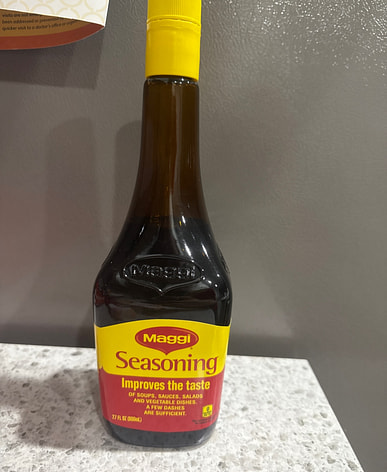 Maggi
Maggi
Seasoning
Improves the taste
OF SOUPS, SAUCES, SALADS
AND VEGETABLE DISHES.
A FEW DASHES
ARE SUFFICIENT.